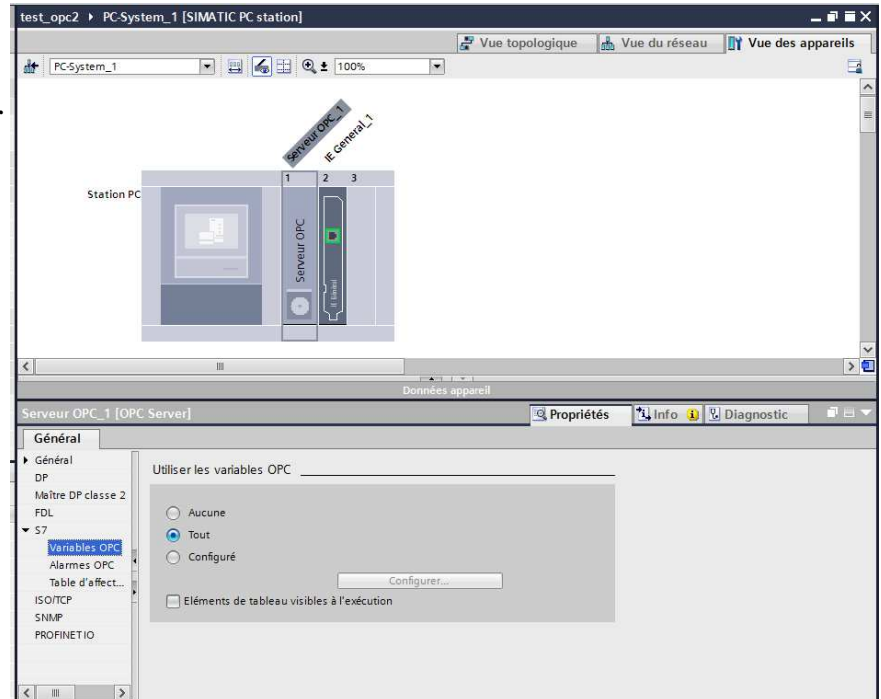 test_opc2 ▸ PC-System_1 [SIMATIC PC station]
Vue topologique Vue du réseau Vue des appareils
PC-System_1 100%
Serveur OPC_1
IE General_1
1 2 3
Station PC
Serveur OPC
IE Général
Données appareil
Serveur OPC_1 [OPC Server] Propriétés Info Diagnostic
Général
Général
DP
Maître DP classe 2
FDL
S7
Variables OPC
Alarmes OPC
Table d'affect...
ISO/TCP
SNMP
PROFINET IO
Utiliser les variables OPC
Aucune
Tout
Configuré
Configurer...
Eléments de tableau visibles à l'exécution